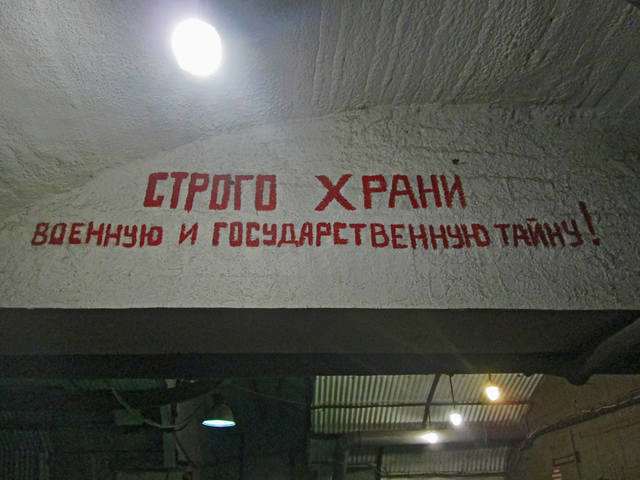 СТРОГО ХРАНИ
ВОЕННУЮ И ГОСУДАРСТВЕННУЮ ТАЙНУ!